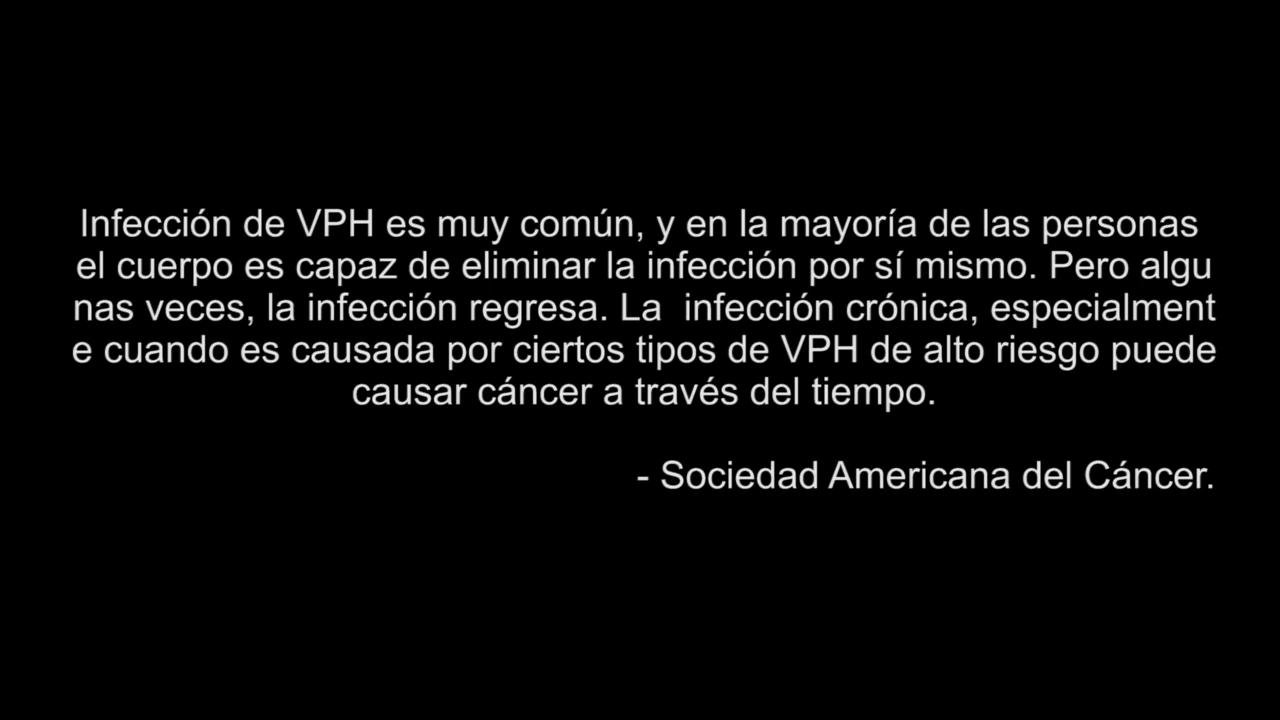 Infección de VPH es muy común, y en la mayoría de las personas
el cuerpo es capaz de eliminar la infección por sí mismo. Pero algu
nas veces, la infección regresa. La  infección crónica, especialment
e cuando es causada por ciertos tipos de VPH de alto riesgo puede
causar cáncer a través del tiempo.
- Sociedad Americana del Cáncer.